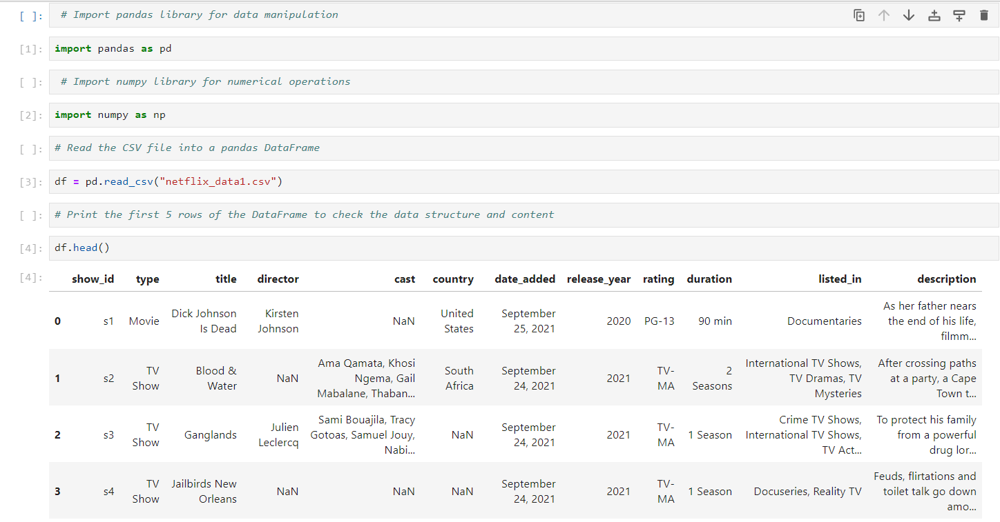 [ ]: # Import pandas library for data manipulation
[1]: import pandas as pd
[ ]: # Import numpy library for numerical operations
[2]: import numpy as np
[ ]: # Read the CSV file into a pandas DataFrame
[3]: df = pd.read_csv("netflix_data1.csv")
[ ]: # Print the first 5 rows of the DataFrame to check the data structure and content
[4]: df.head()
[4]: show_id type title director cast country date_added release_year rating duration listed_in description
0 s1 Movie Dick Johnson Is Dead Kirsten Johnson NaN United States September 25, 2021 2020 PG-13 90 min Documentaries As her father nears the end of his life, filmm...
1 s2 TV Show Blood & Water NaN Ama Qamata, Khosi Ngema, Gail Mabalane, Thaban... South Africa September 24, 2021 2021 TV-MA 2 Seasons International TV Shows, TV Dramas, TV Mysteries After crossing paths at a party, a Cape Town t...
2 s3 TV Show Ganglands Julien Leclercq Sami Bouajila, Tracy Gotoas, Samuel Jouy, Nabi... NaN September 24, 2021 2021 TV-MA 1 Season Crime TV Shows, International TV Shows, TV Act... To protect his family from a powerful drug lor...
3 s4 TV Show Jailbirds New Orleans NaN NaN NaN September 24, 2021 2021 TV-MA 1 Season Docuseries, Reality TV Feuds, flirtations and toilet talk go down amo...